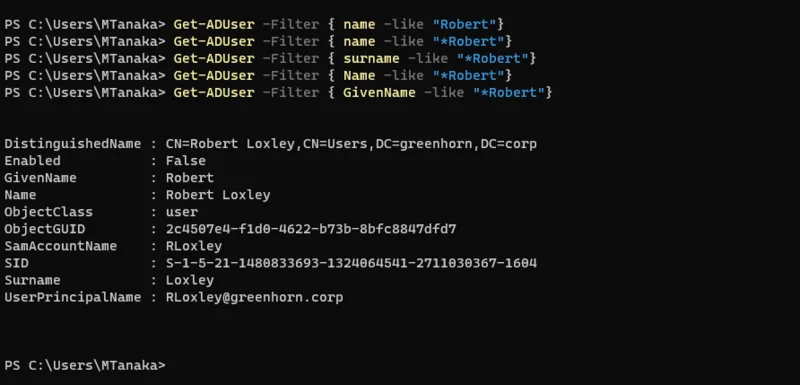 PS C:\Users\MTanaka> Get-ADUser -Filter { name -like "Robert"}
PS C:\Users\MTanaka> Get-ADUser -Filter { name -like "*Robert"}
PS C:\Users\MTanaka> Get-ADUser -Filter { surname -like "*Robert"}
PS C:\Users\MTanaka> Get-ADUser -Filter { Name -like "*Robert"}
PS C:\Users\MTanaka> Get-ADUser -Filter { GivenName -like "*Robert"}
DistinguishedName : CN=Robert Loxley,CN=Users,DC=greenhorn,DC=corp
Enabled           : False
GivenName         : Robert
Name              : Robert Loxley
ObjectClass       : user
ObjectGUID        : 2c4507e4-f1d0-4622-b73b-8bfc8847dfd7
SamAccountName    : RLoxley
SID               : S-1-5-21-1480833693-1324064541-2711030367-1604
Surname           : Loxley
UserPrincipalName : RLoxley@greenhorn.corp
PS C:\Users\MTanaka>